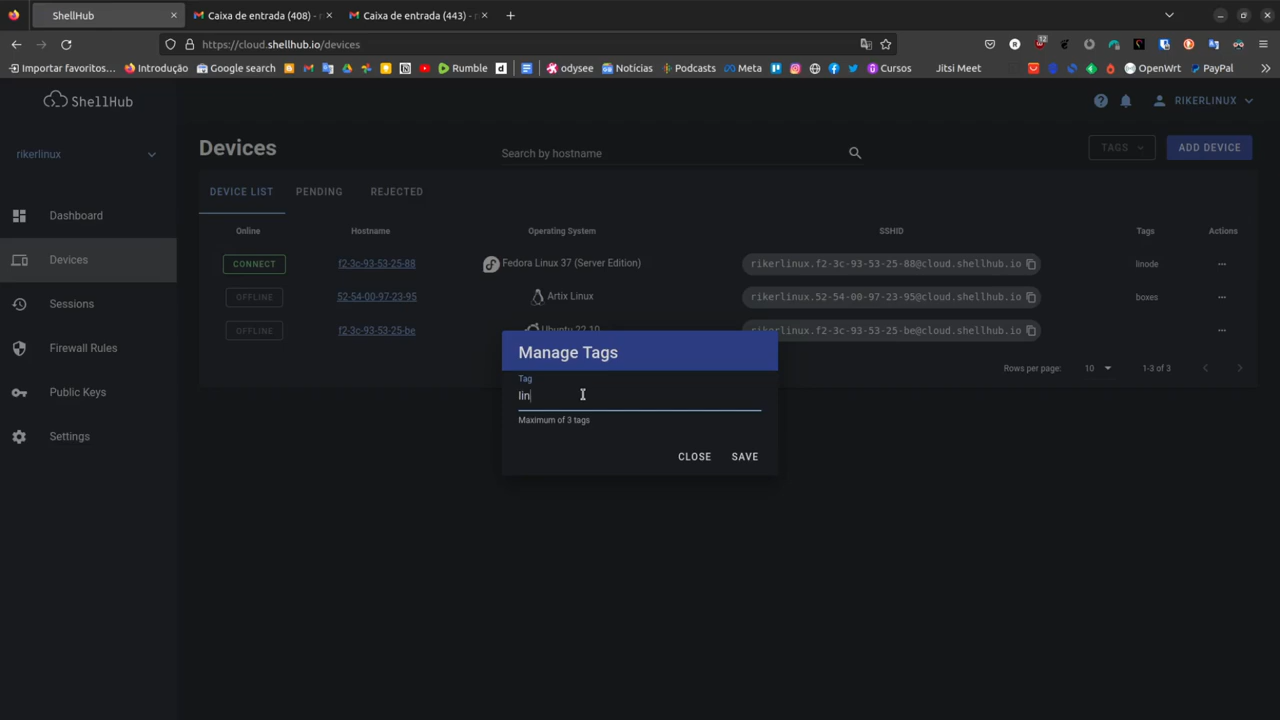 ShellHub
Caixa de entrada (408) -
Caixa de entrada (443) -
https://cloud.shellhub.io/devices
12
Importar favoritos...
Introdução
Google search
Rumble
odysee
Noticias
Podcasts
Meta
Cursos
Jitsi Meet
OpenWrt
PayPal
ShellHub
RIKERLINUX
rikerlinux
Devices
Search by hostname
TAGS
ADD DEVICE
DEVICE LIST
PENDING
REJECTED
Dashboard
Devices
Sessions
Firewall Rules
Public Keys
Settings
Online
Hostname
Operating System
SSHID
Tags
Actions
CONNECT
f2-3c-93-53-25-88
Fedora Linux 37 (Server Edition)
rikerlinux.f2-3c-93-53-25-88@cloud.shellhub.io
linode
OFFLINE
52-54-00-97-23-95
Artix Linux
rikerlinux.52-54-00-97-23-95@cloud.shellhub.io
boxes
OFFLINE
f2-3c-93-53-25-be
Ubuntu 22.10
rikerlinux.f2-3c-93-53-25-be@cloud.shellhub.io
Rows per page:
10
1-3 of 3
Manage Tags
Tag
lin
Maximum of 3 tags
CLOSE
SAVE